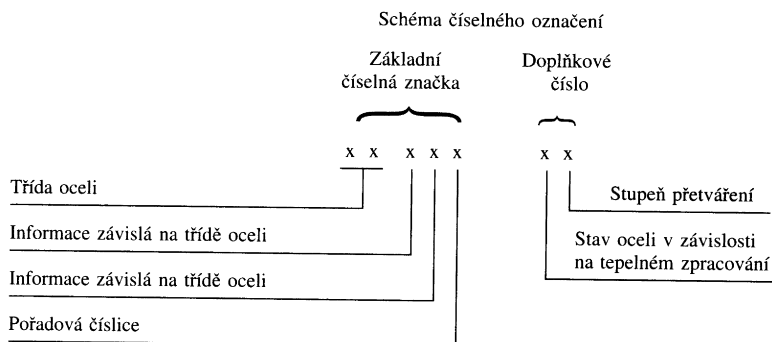 Schéma číselného označení
Základní
číselná značka
Doplňkové
číslo
x x x x x
x x
Třída oceli
Informace závislá na třídě oceli
Informace závislá na třídě oceli
Pořadová číslice
Stupeň přetváření
Stav oceli v závislosti
na tepelném zpracování